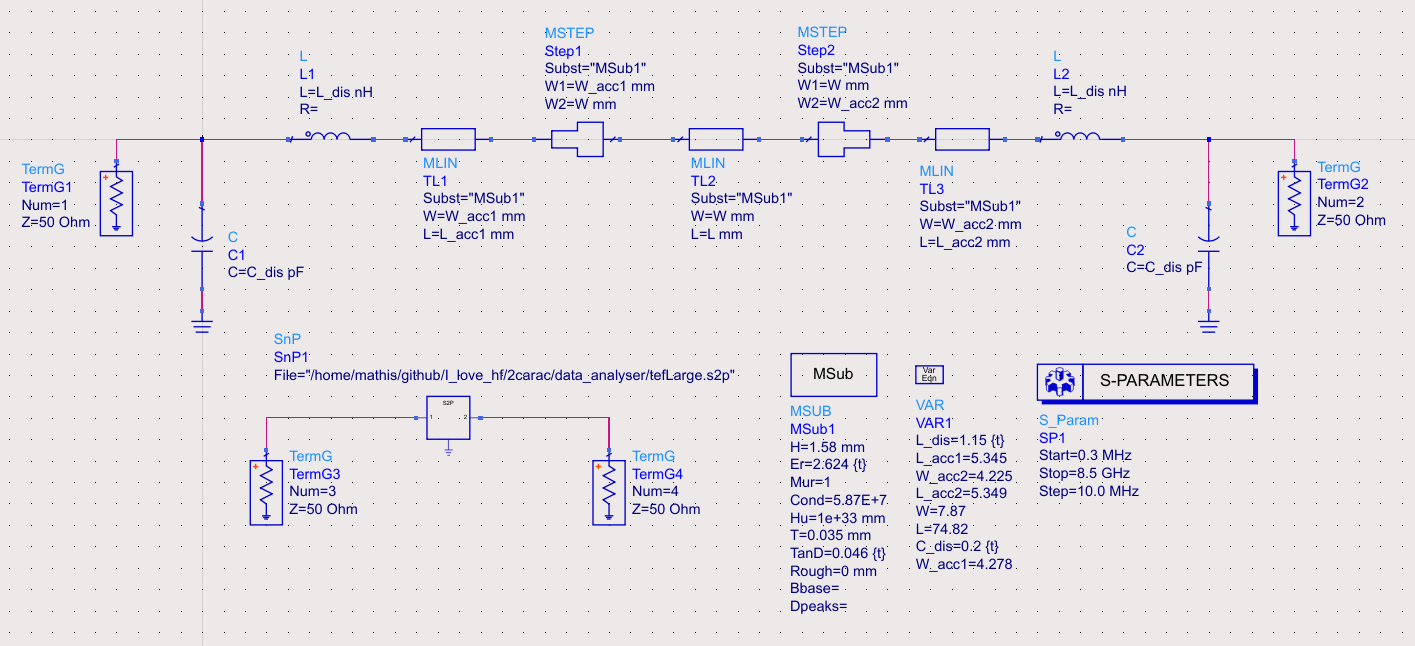 MSTEP
Step1
Subst="MSub1"
W1=W_acc1 mm
W2=W mm
MSTEP
Step2
Subst="MSub1"
W1=W mm
W2=W_acc2 mm
L
L1
L=L_dis nH
R=
L
L2
L=L_dis nH
R=
TermG
TermG1
Num=1
Z=50 Ohm
MLIN
TL1
Subst="MSub1"
W=W_acc1 mm
L=L_acc1 mm
MLIN
TL2
Subst="MSub1"
W=W mm
L=L mm
MLIN
TL3
Subst="MSub1"
W=W_acc2 mm
L=L_acc2 mm
TermG
TermG2
Num=2
Z=50 Ohm
C
C1
C=C_dis pF
C
C2
C=C_dis pF
SnP
SnP1
File="/home/mathis/github/I_love_hf/2carac/data_analyser/tefLarge.s2p"
S2P
1
2
TermG
TermG3
Num=3
Z=50 Ohm
TermG
TermG4
Num=4
Z=50 Ohm
MSub
MSUB
MSub1
H=1.58 mm
Er=2.624 {t}
Mur=1
Cond=5.87E+7
Hu=1e+33 mm
T=0.035 mm
TanD=0.046 {t}
Rough=0 mm
Bbase=
Dpeaks=
Var
Eqn
VAR
VAR1
L_dis=1.15 {t}
L_acc1=5.345
W_acc2=4.225
L_acc2=5.349
W=7.87
L=74.82
C_dis=0.2 {t}
W_acc1=4.278
S-PARAMETERS
S_Param
SP1
Start=0.3 MHz
Stop=8.5 GHz
Step=10.0 MHz